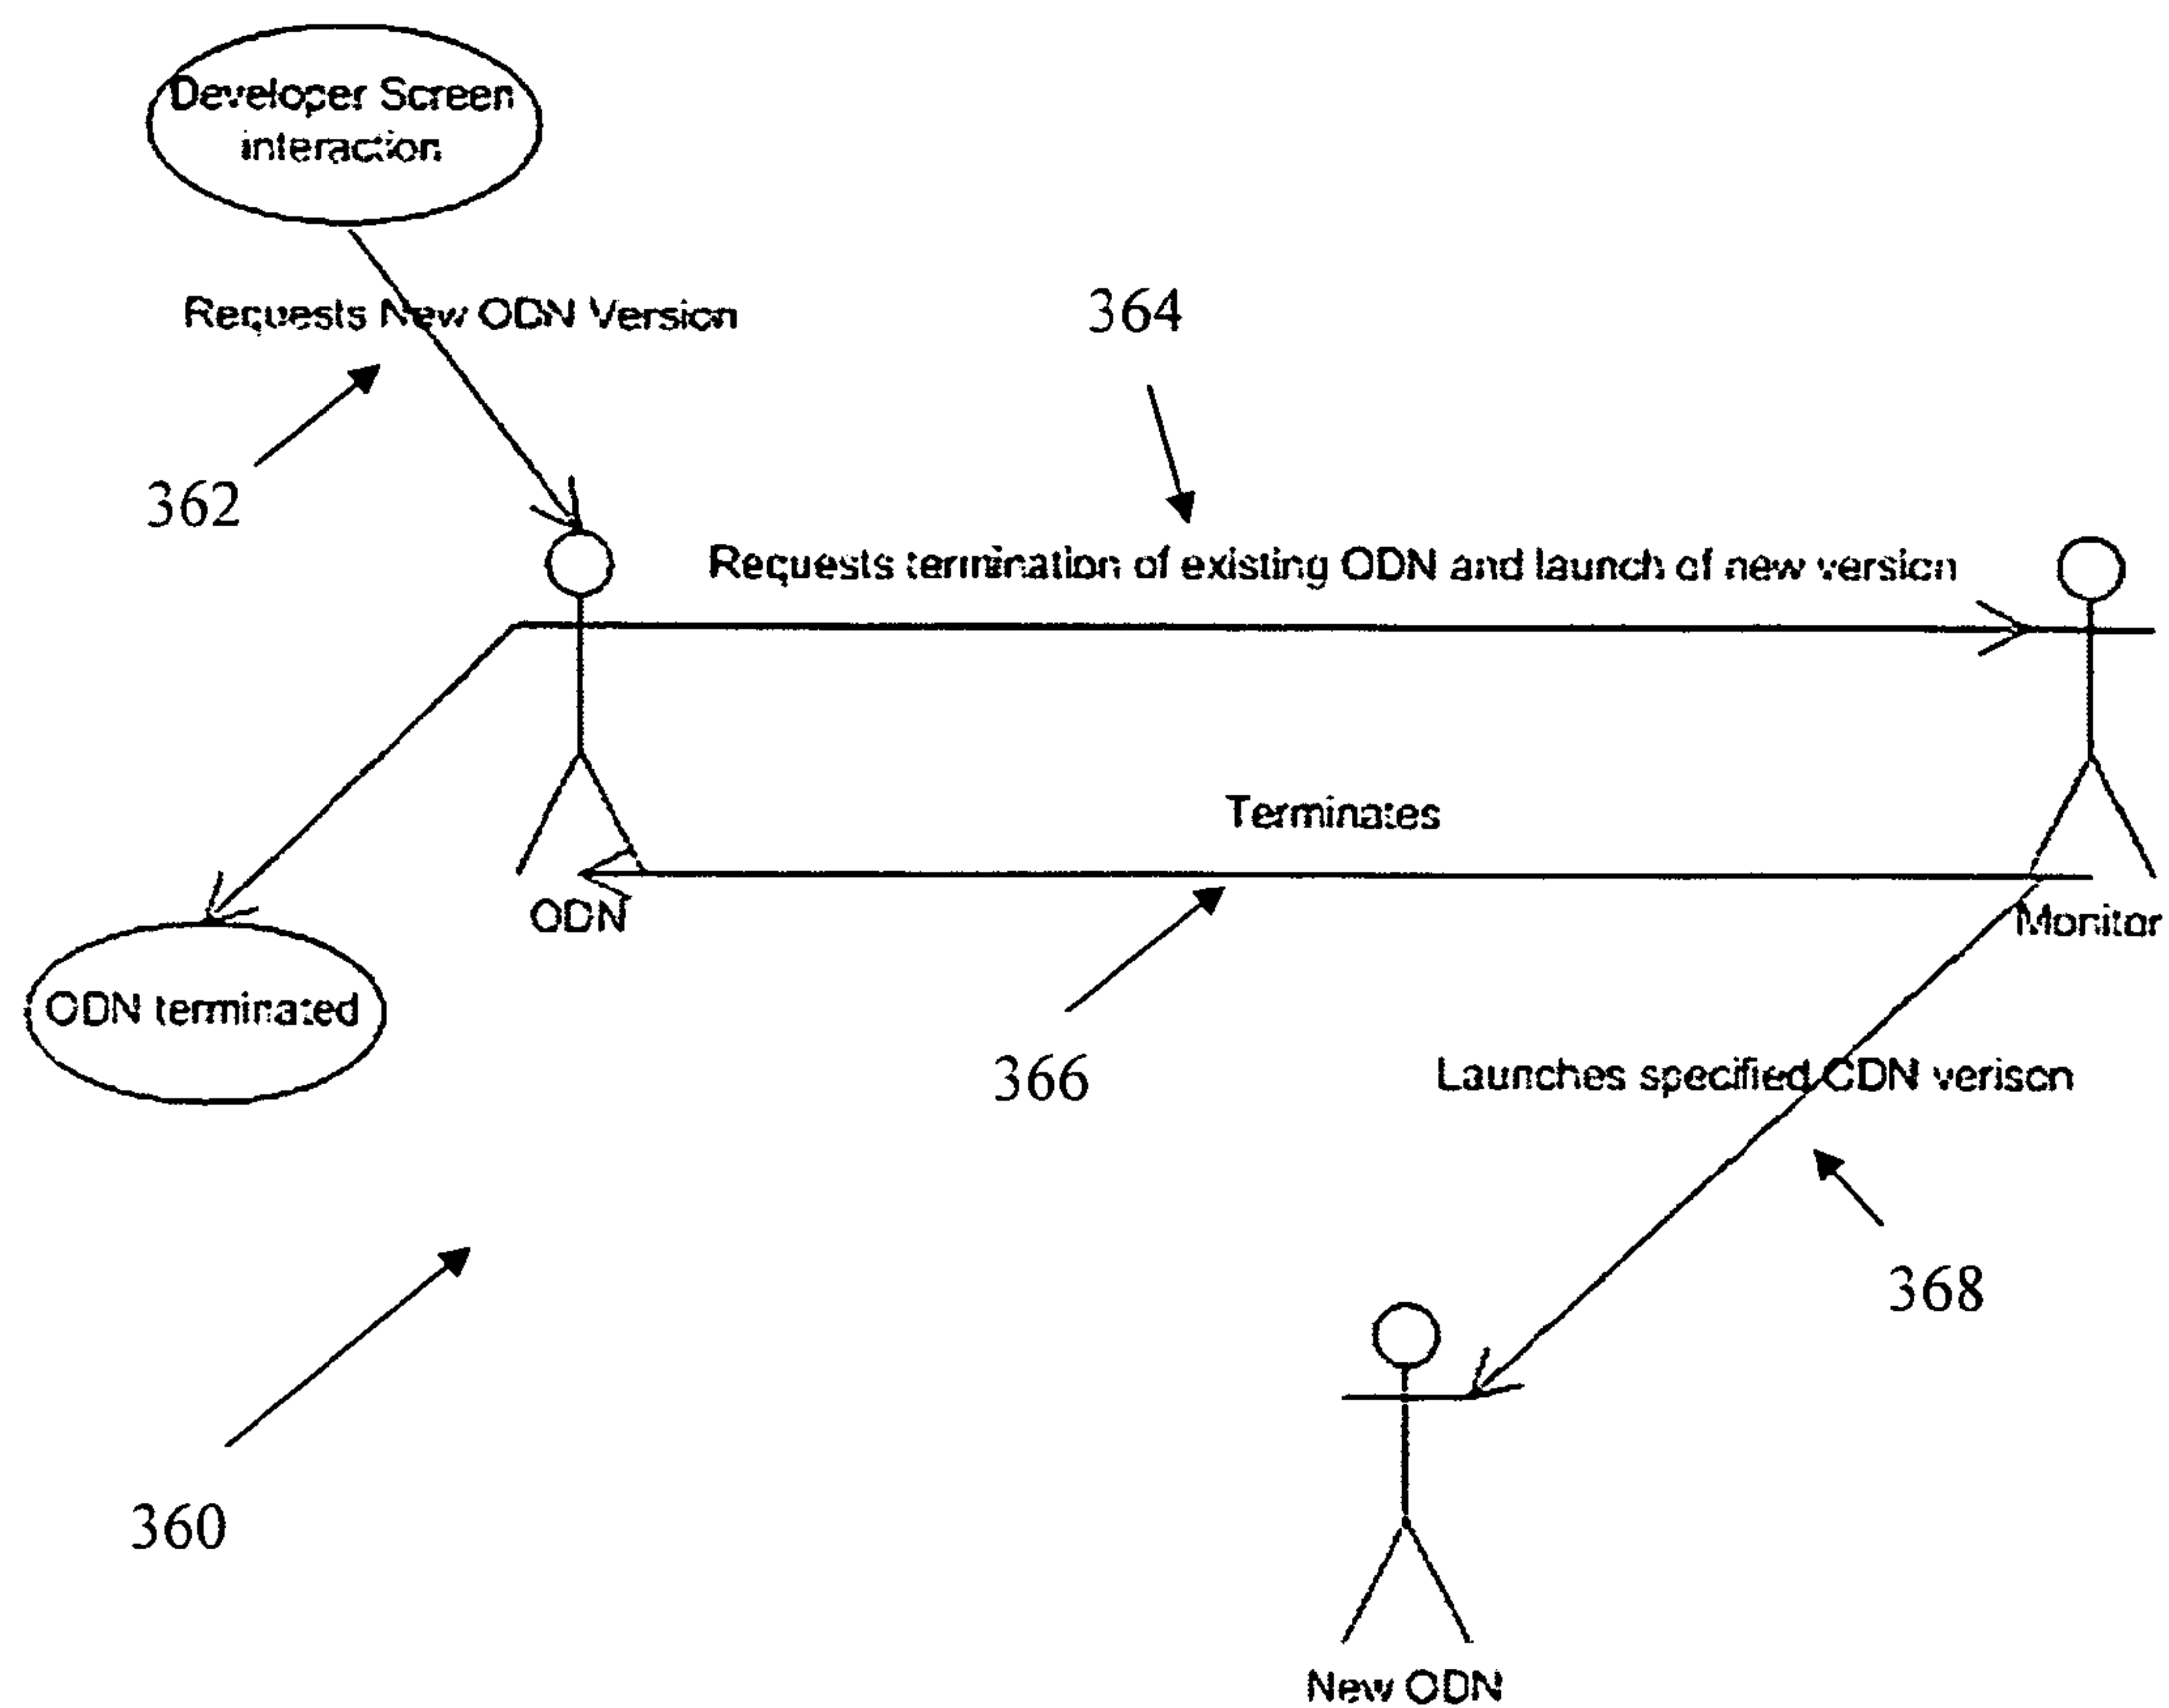 Developer Screen
interaction
Requests New ODN Version
364
362
Requests termination of existing ODN and launch of new version
Terminates
ODN
Monitor
ODN terminated
366
Launches specified ODN verison
368
360
New ODN